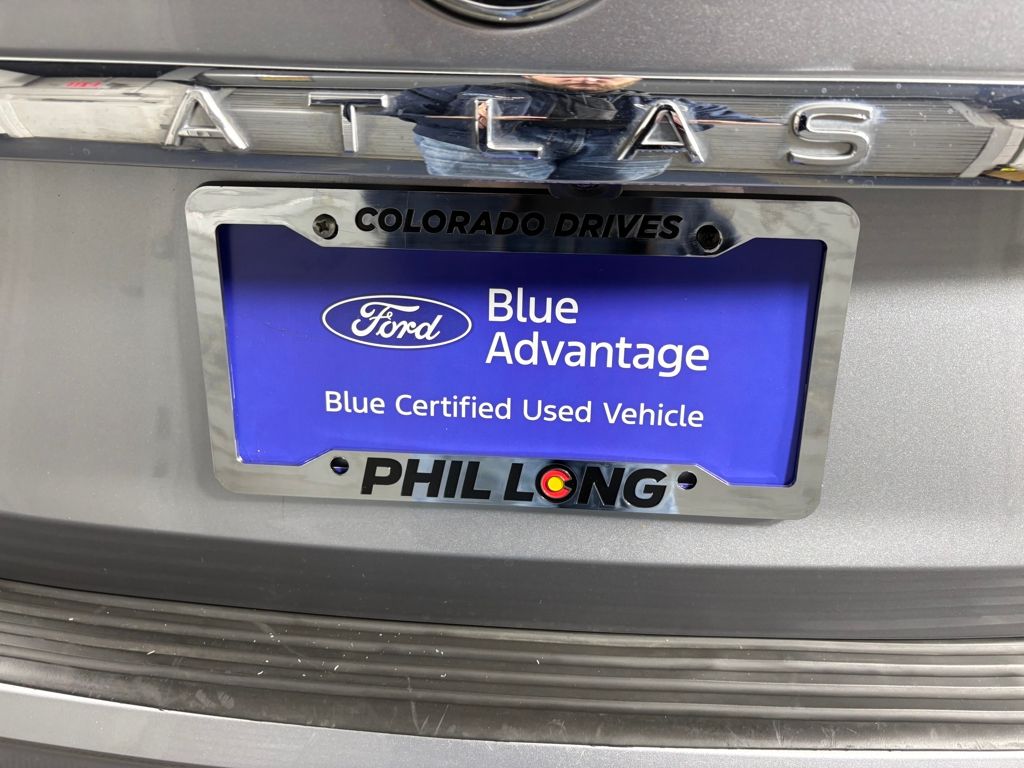 ATLAS
COLORADO DRIVES
Ford
Blue
Advantage
Blue Certified Used Vehicle
PHIL LONG